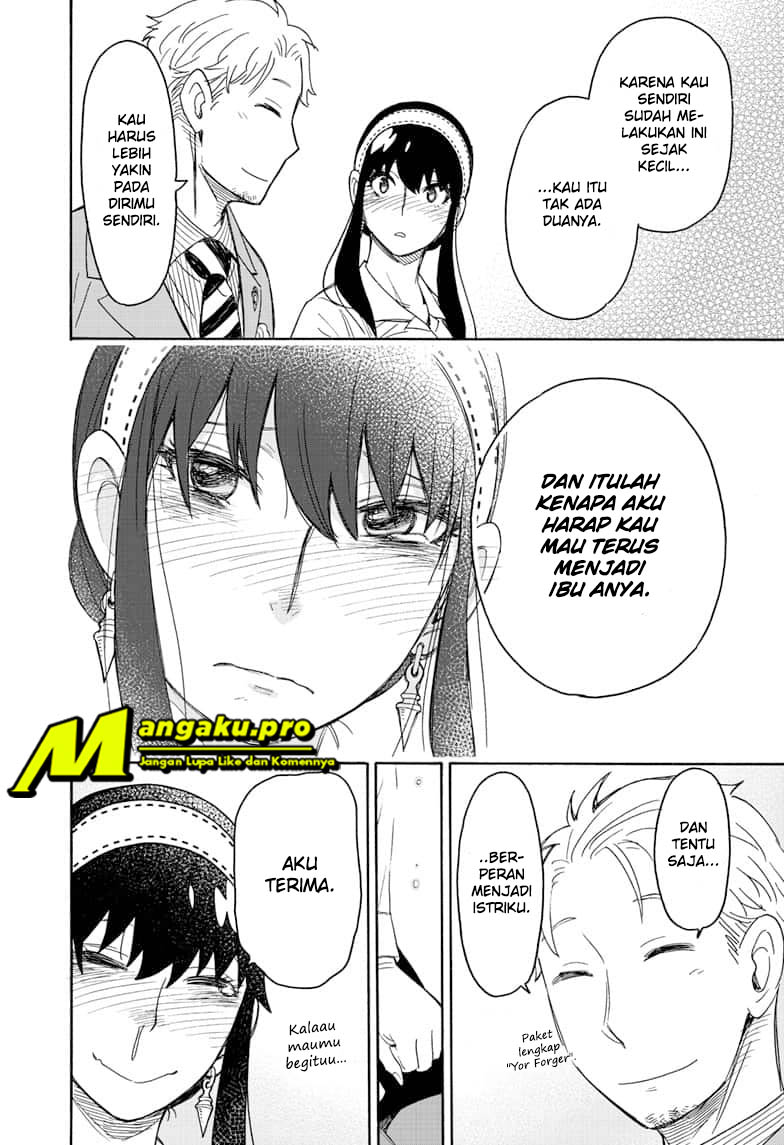 KARENA KAU
SENDIRI
SUDAH ME-
LAKUKAN INI
SEJAK
KECIL...
...KAU ITU
TAK ADA
DUANYA.
KAU
HARUS
LEBIH
YAKIN
PADA
DIRIMU
SENDIRI.
DAN ITULAH
KENAPA AKU
HARAP KAU
MAU TERUS
MENJADI
IBU ANYA.
Mangaku.pro
Jangan Lupa Like dan Komennya
DAN
TENTU
SAJA...
..BER-
PERAN
MENJADI
ISTRIKU.
Paket
lengkap
"Yor Forger".
AKU
TERIMA.
Kalaau
maumu
begituu...